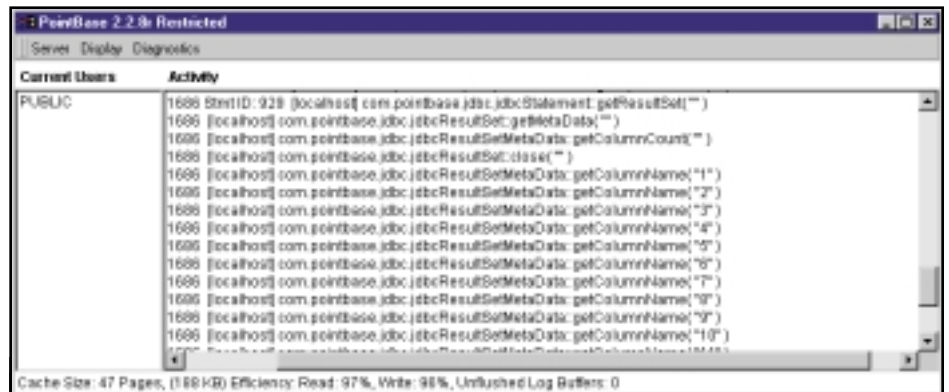 PointBase 2.2.8r Restricted
Server Display Diagnostics
Current Users Activity
PUBLIC
1686 StmtID: 928 [localhost] com.pointbase.jdbc.jdbcStatement::getResultSet("")
1686 [localhost] com.pointbase.jdbc.jdbcResultSet::getMetaData("")
1686 [localhost] com.pointbase.jdbc.jdbcResultSetMetaData::getColumnCount("")
1686 [localhost] com.pointbase.jdbc.jdbcResultSet::close("")
1686 [localhost] com.pointbase.jdbc.jdbcResultSetMetaData::getColumnName("1")
1686 [localhost] com.pointbase.jdbc.jdbcResultSetMetaData::getColumnName("2")
1686 [localhost] com.pointbase.jdbc.jdbcResultSetMetaData::getColumnName("3")
1686 [localhost] com.pointbase.jdbc.jdbcResultSetMetaData::getColumnName("4")
1686 [localhost] com.pointbase.jdbc.jdbcResultSetMetaData::getColumnName("5")
1686 [localhost] com.pointbase.jdbc.jdbcResultSetMetaData::getColumnName("6")
1686 [localhost] com.pointbase.jdbc.jdbcResultSetMetaData::getColumnName("7")
1686 [localhost] com.pointbase.jdbc.jdbcResultSetMetaData::getColumnName("8")
1686 [localhost] com.pointbase.jdbc.jdbcResultSetMetaData::getColumnName("9")
1686 [localhost] com.pointbase.jdbc.jdbcResultSetMetaData::getColumnName("10")
Cache Size: 47 Pages, (188 KB) Efficiency: Read: 97%, Write: 98%, Unflushed Log Buffers: 0